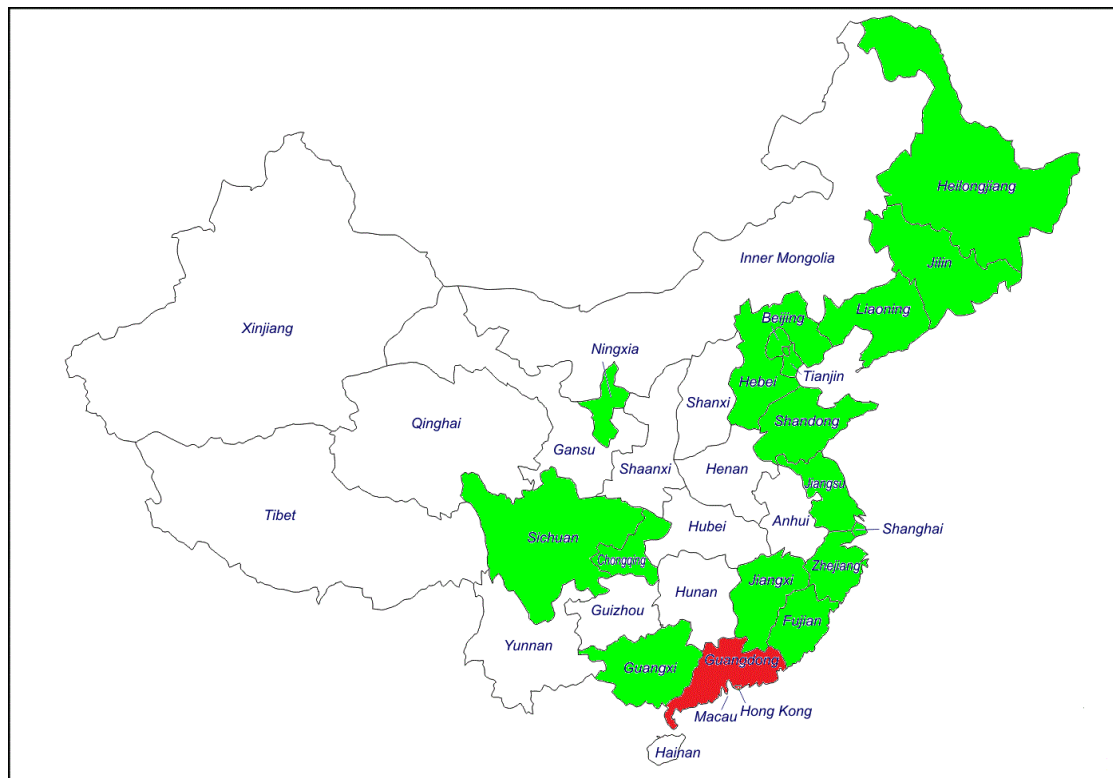 Heilongjiang
Jilin
Inner Mongolia
Liaoning
Beijing
Xinjiang
Ningxia
Tianjin
Hebei
Shanxi
Qinghai
Shandong
Gansu
Shaanxi
Henan
Jiangsu
Tibet
Anhui
Hubei
Shanghai
Sichuan
Chongqing
Zhejiang
Jiangxi
Hunan
Guizhou
Fujian
Yunnan
Guangxi
Guangdong
Macau
Hong Kong
Hainan